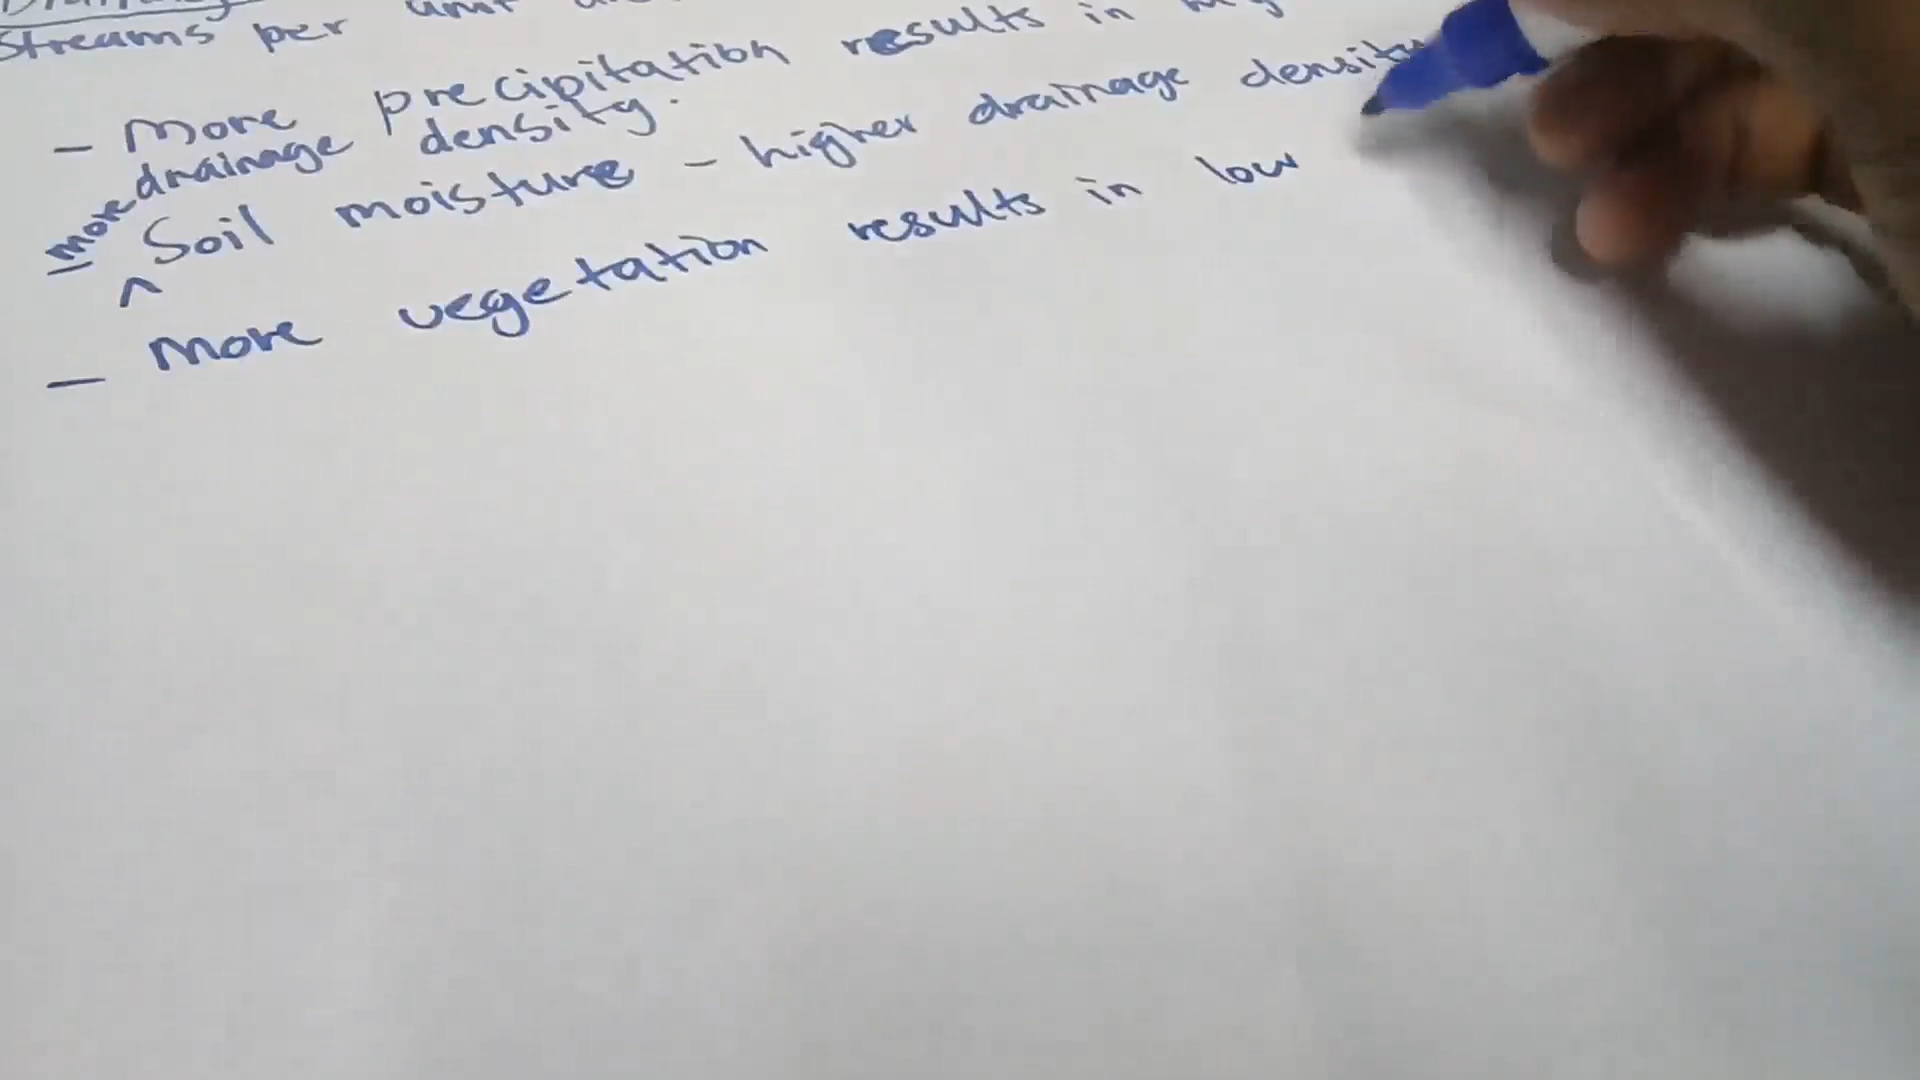 Streams per unit
- More precipitation results in
drainage density.
- more Soil moisture - higher drainage density
- More vegetation results in low